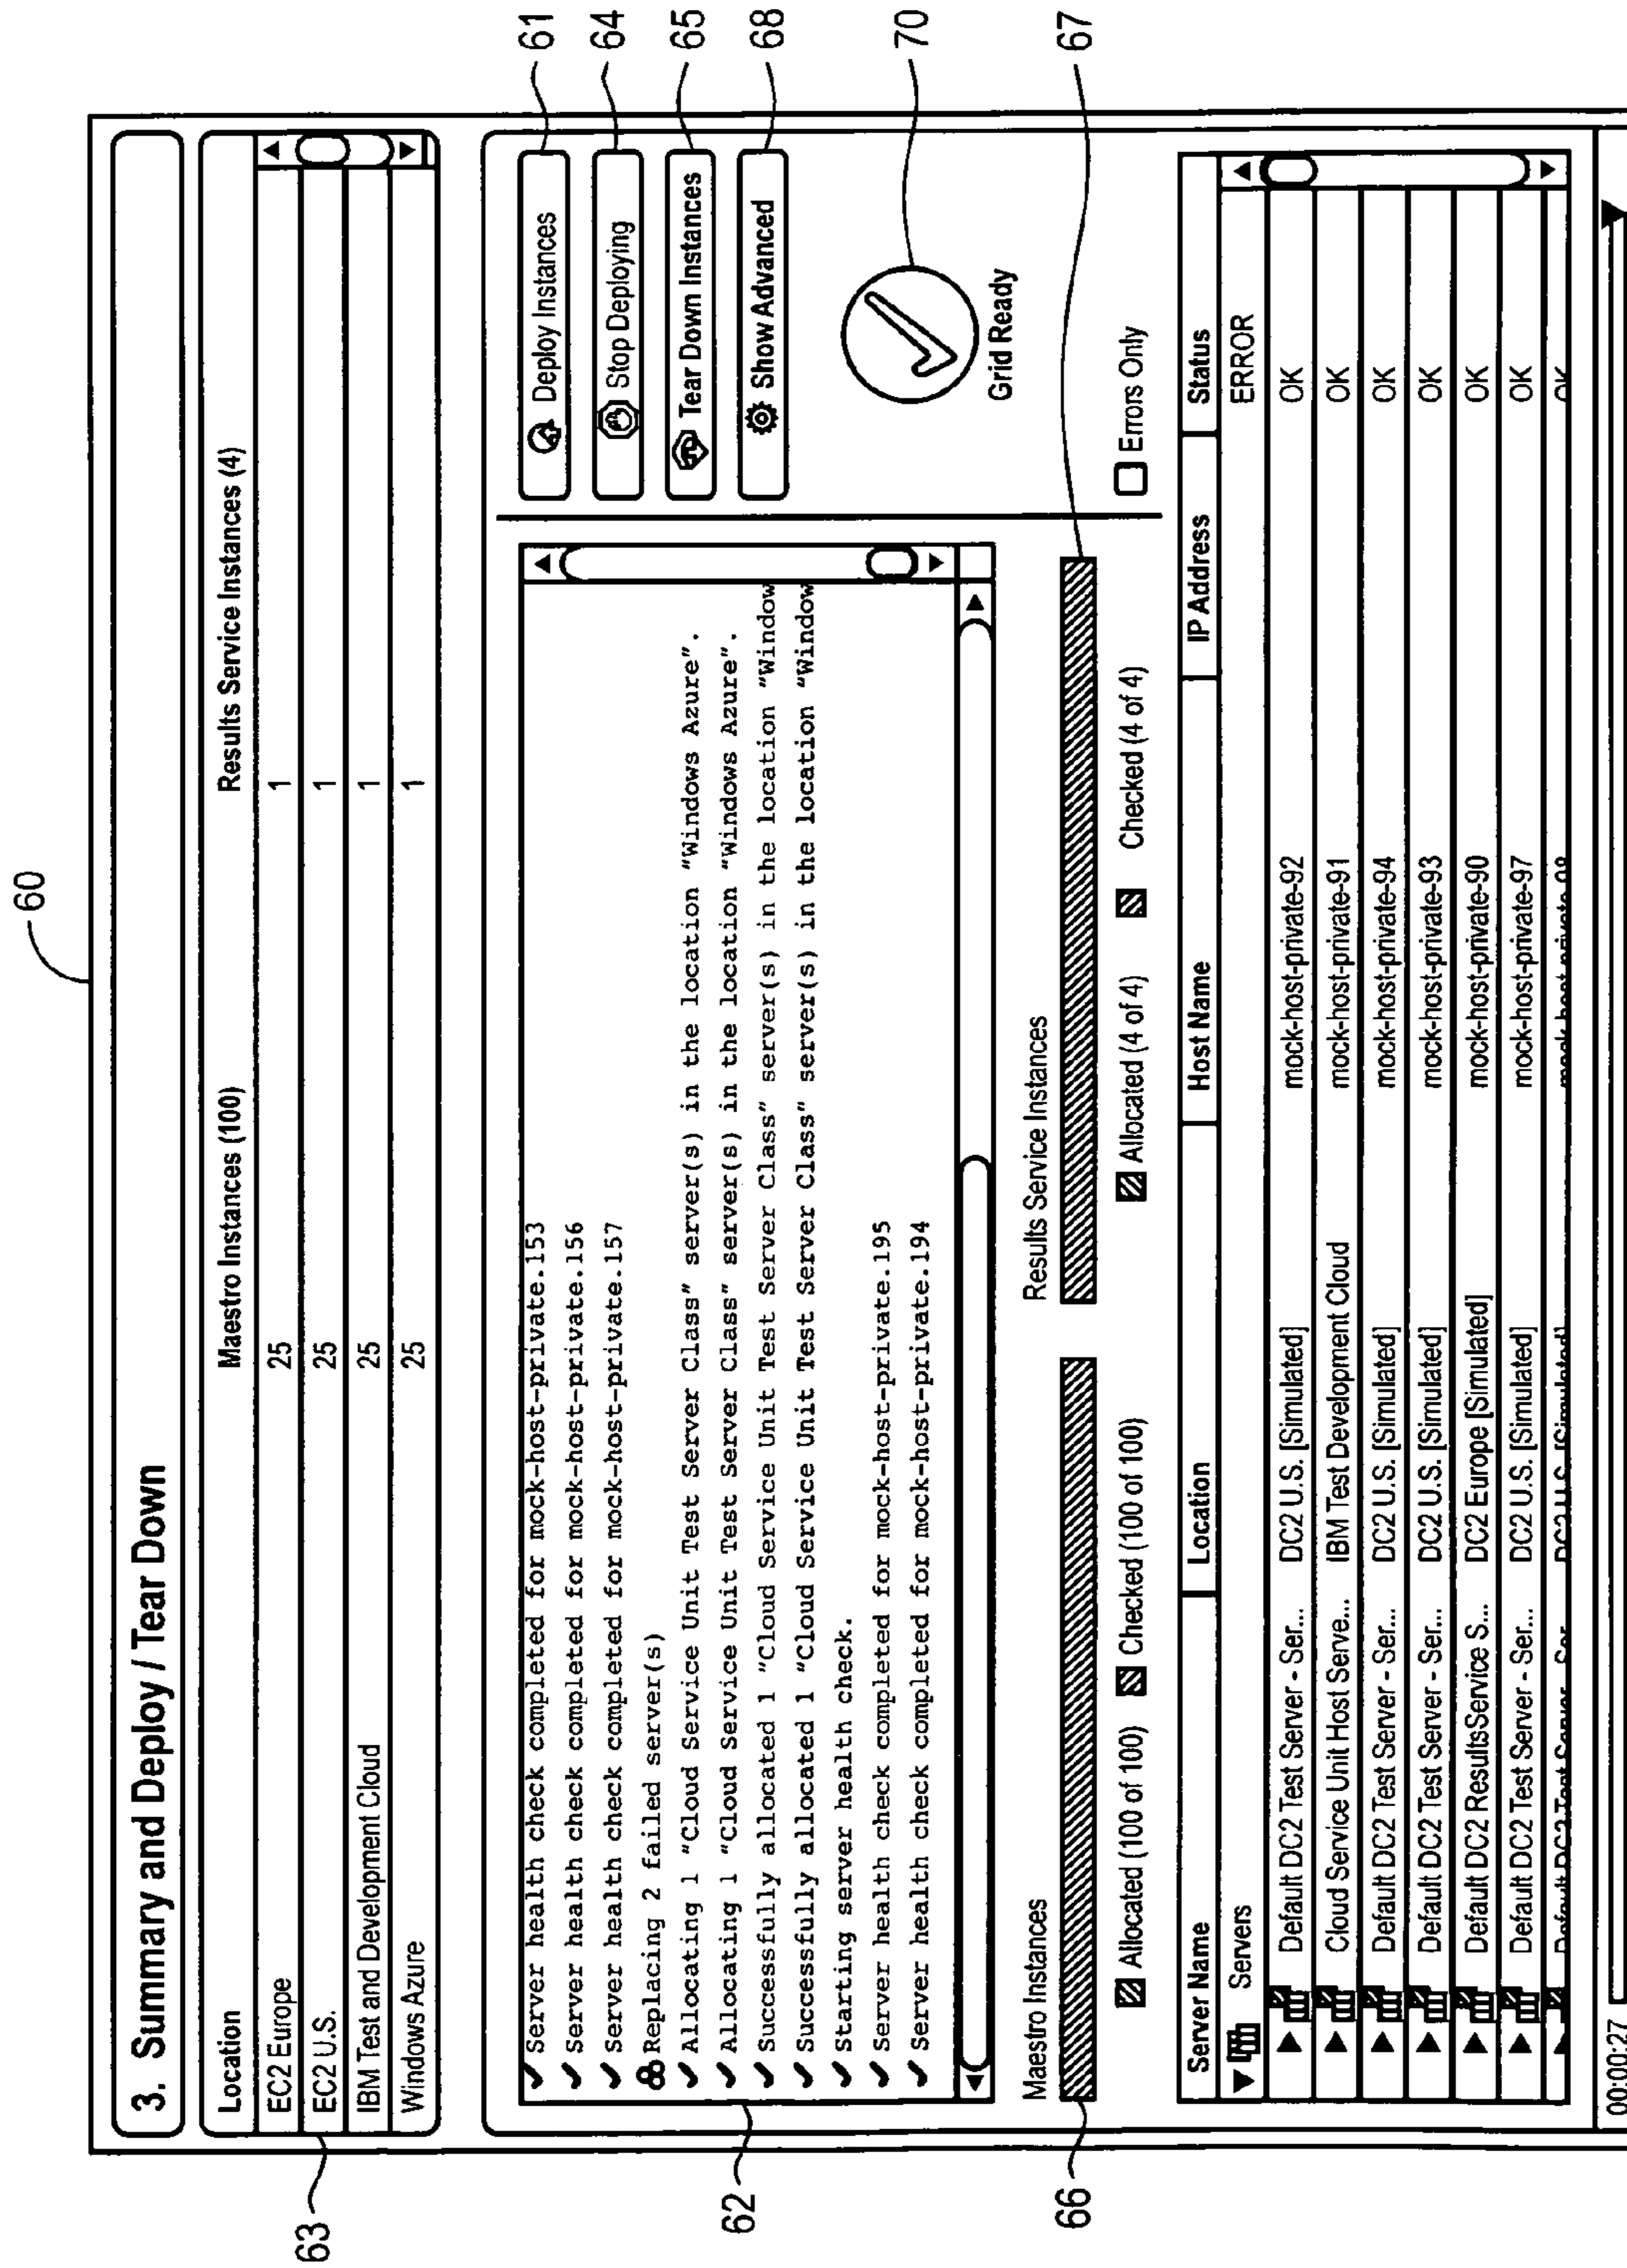 60
3. Summary and Deploy / Tear Down
Location Maestro Instances (100) Results Service Instances (4)
EC2 Europe 25 1
EC2 U.S. 25 1
IBM Test and Development Cloud 25 1
Windows Azure 25 1
63
Server health check completed for mock-host-private.153
Server health check completed for mock-host-private.156
Server health check completed for mock-host-private.157
Replacing 2 failed server(s)
Allocating 1 "Cloud Service Unit Test Server Class" server(s) in the location "Windows Azure".
Allocating 1 "Cloud Service Unit Test Server Class" server(s) in the location "Windows Azure".
Successfully allocated 1 "Cloud Service Unit Test Server Class" server(s) in the location "Window
Successfully allocated 1 "Cloud Service Unit Test Server Class" server(s) in the location "Window
Starting server health check.
Server health check completed for mock-host-private.195
Server health check completed for mock-host-private.194
62
Deploy Instances 61
Stop Deploying 64
Tear Down Instances 65
Show Advanced 68
70
Grid Ready
Maestro Instances Results Service Instances
66 67
Allocated (100 of 100) Checked (100 of 100) Allocated (4 of 4) Checked (4 of 4) Errors Only
Server Name Location Host Name IP Address Status
Servers ERROR
Default DC2 Test Server - Ser... DC2 U.S. [Simulated] mock-host-private-92 OK
Cloud Service Unit Host Serve... IBM Test Development Cloud mock-host-private-91 OK
Default DC2 Test Server - Ser... DC2 U.S. [Simulated] mock-host-private-94 OK
Default DC2 Test Server - Ser... DC2 U.S. [Simulated] mock-host-private-93 OK
Default DC2 ResultsService S... DC2 Europe [Simulated] mock-host-private-90 OK
Default DC2 Test Server - Ser... DC2 U.S. [Simulated] mock-host-private-97 OK
Default DC2 Test Server - Ser... DC2 U.S. [Simulated] mock-host-private-98 OK
00:00:27